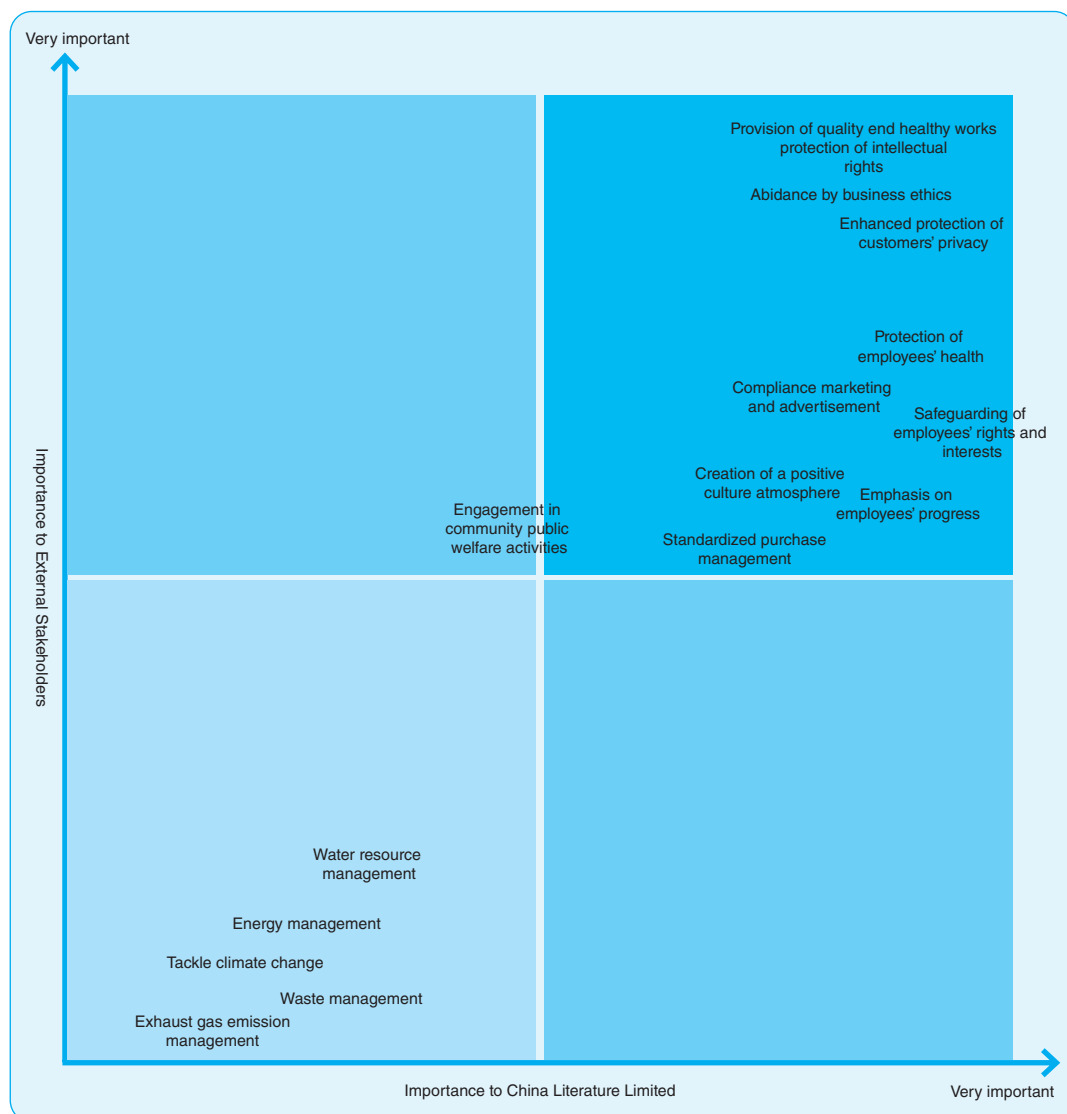 Very important
Provision of quality end healthy works
protection of intellectual
rights
Abidance by business ethics
Enhanced protection of
customers' privacy
Protection of
employees' health
Compliance marketing
and advertisement
Safeguarding of
employees' rights and
interests
Creation of a positive
culture atmosphere
Emphasis on
employees' progress
Engagement in
community public
welfare activities
Standardized purchase
management
Importance to External Stakeholders
Water resource
management
Energy management
Tackle climate change
Waste management
Exhaust gas emission
management
Importance to China Literature Limited
Very important